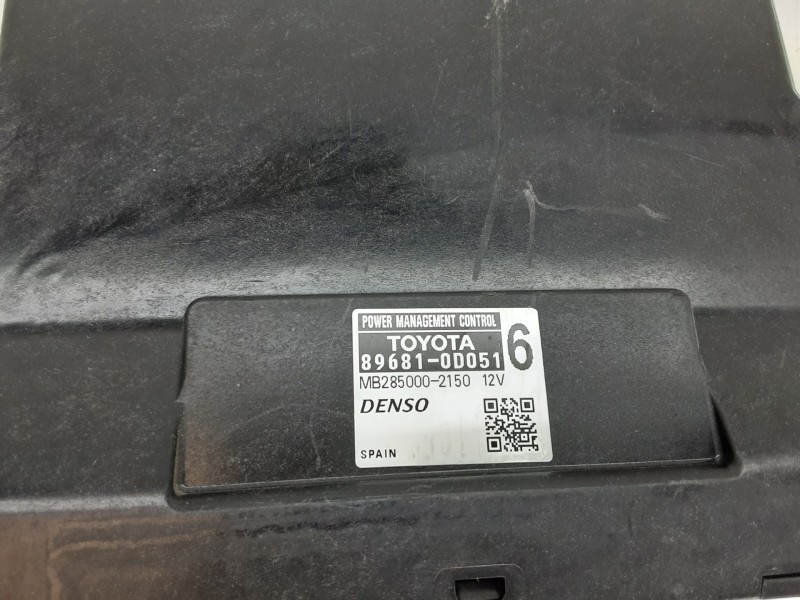 POWER MANAGEMENT CONTROL
TOYOTA
89681-0D051 6
MB285000-2150 12V
DENSO
SPAIN